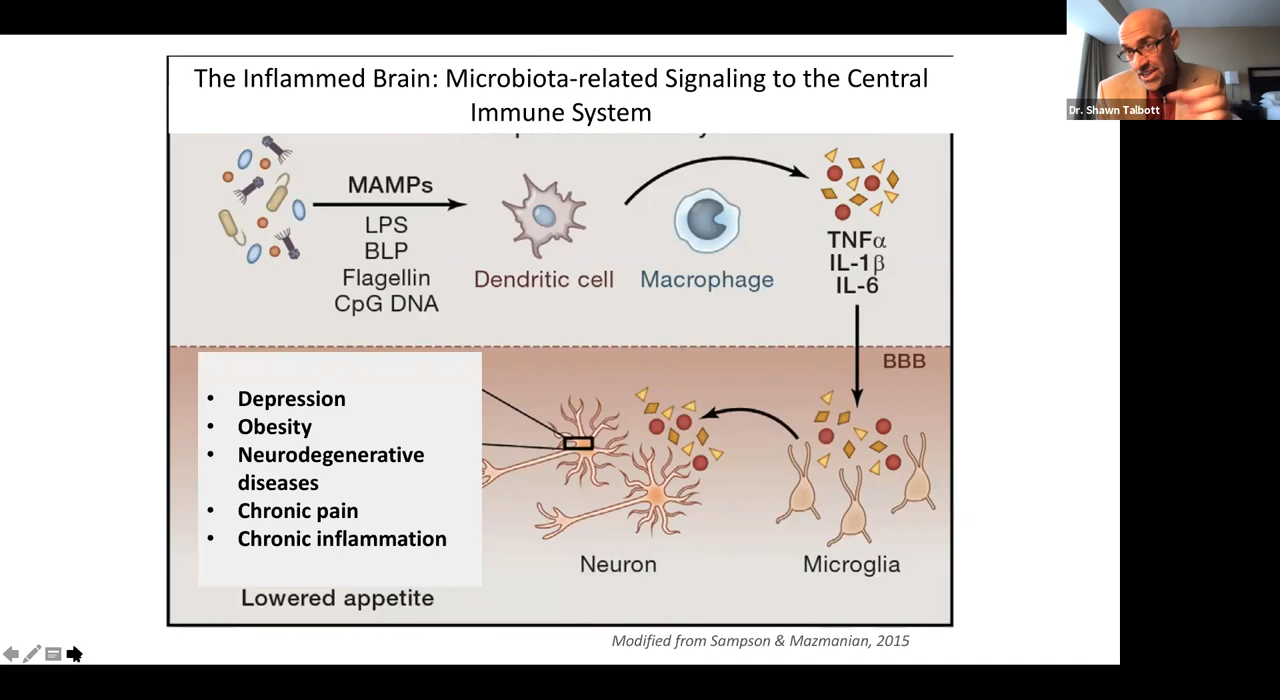 The Inflammed Brain: Microbiota-related Signaling to the Central
Immune System
Dr. Shawn Talbott
MAMPs
LPS
BLP
Flagellin
CpG DNA
Dendritic cell
Macrophage
TNFα
IL-1β
IL-6
BBB
• Depression
• Obesity
• Neurodegenerative
diseases
• Chronic pain
• Chronic inflammation
Neuron
Microglia
Lowered appetite
Modified from Sampson & Mazmanian, 2015